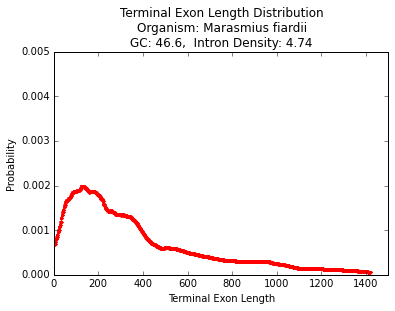 Terminal Exon Length Distribution
Organism: Marasmius fiardii
GC: 46.6,  Intron Density: 4.74
0.005
0.004
0.003
0.002
0.001
0.000
Probability
0 200 400 600 800 1000 1200 1400
Terminal Exon Length